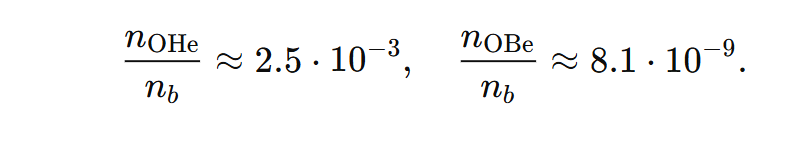 n_OHe / n_b ≈ 2.5 · 10^−3, n_OBe / n_b ≈ 8.1 · 10^−9.